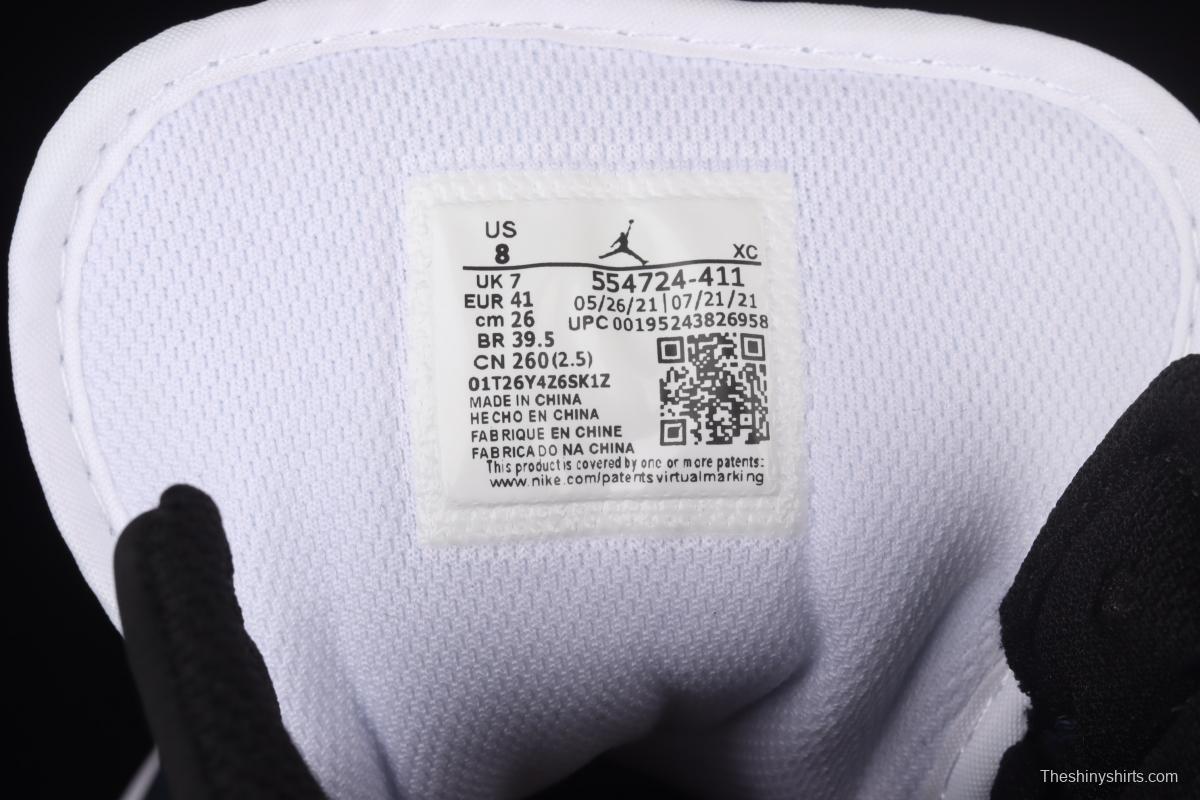 US
8
XC
UK 7
554724-411
EUR 41
05/26/21|07/21/21
cm 26
UPC 00195243826958
BR 39.5
CN 260(2.5)
01T26Y4Z6SK1Z
MADE IN CHINA
HECHO EN CHINA
FABRIQUE EN CHINE
FABRICADO NA CHINA
This product is covered by one or more patents:
www.nike.com/patentsvirtualmarking
Theshinyshirts.com